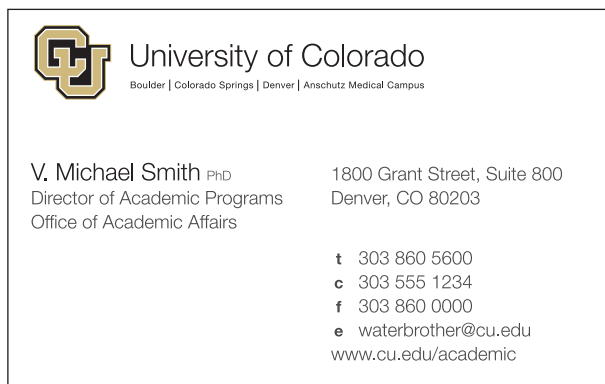 CU
University of Colorado
Boulder | Colorado Springs | Denver | Anschutz Medical Campus
V. Michael Smith PhD
Director of Academic Programs
Office of Academic Affairs
1800 Grant Street, Suite 800
Denver, CO 80203
t 303 860 5600
c 303 555 1234
f 303 860 0000
e waterbrother@cu.edu
www.cu.edu/academic